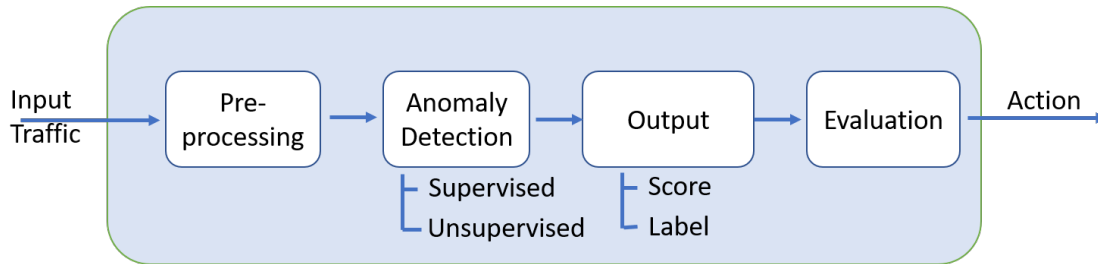 Input
Traffic
Pre-
processing
Anomaly
Detection
Supervised
Unsupervised
Output
Score
Label
Evaluation
Action